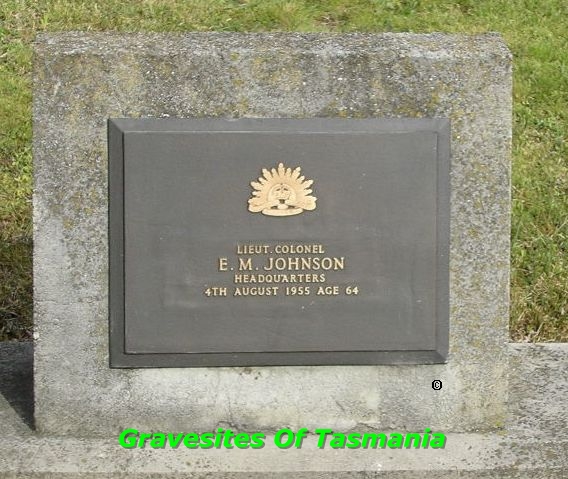 LIEUT. COLONEL
E. M. JOHNSON
HEADQUARTERS
4TH AUGUST 1955 AGE 64
©
Gravesites Of Tasmania